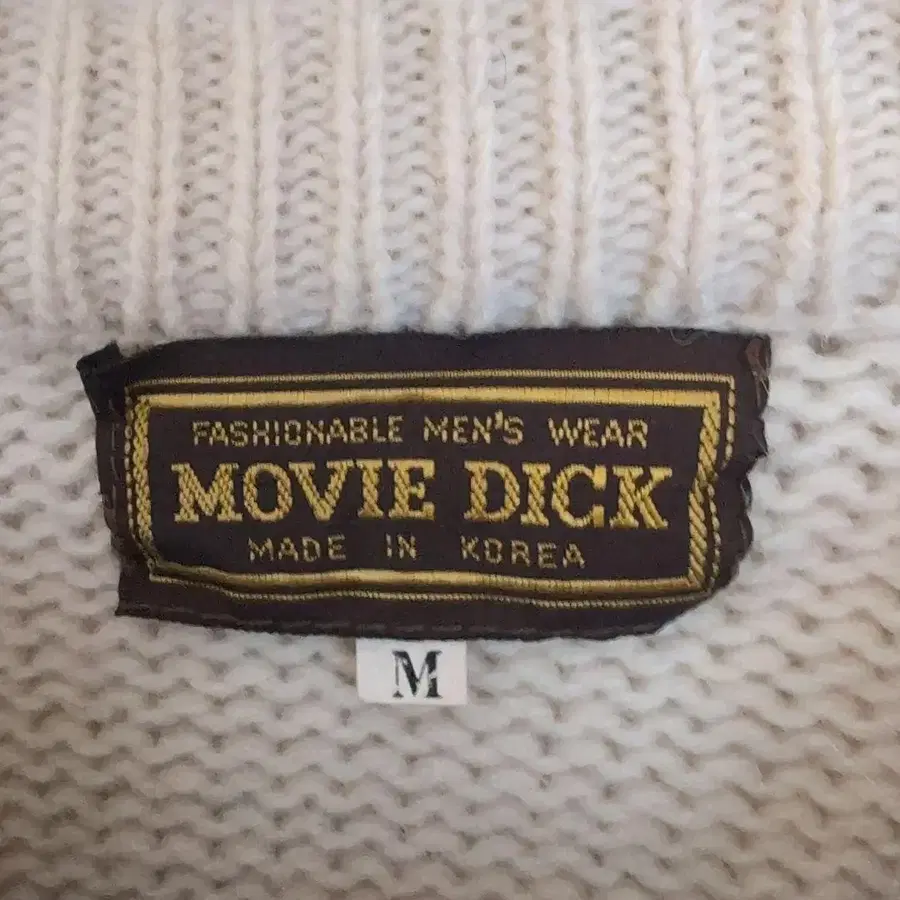 FASHIONABLE MEN'S WEAR
MOVIE DICK
MADE IN KOREA
M